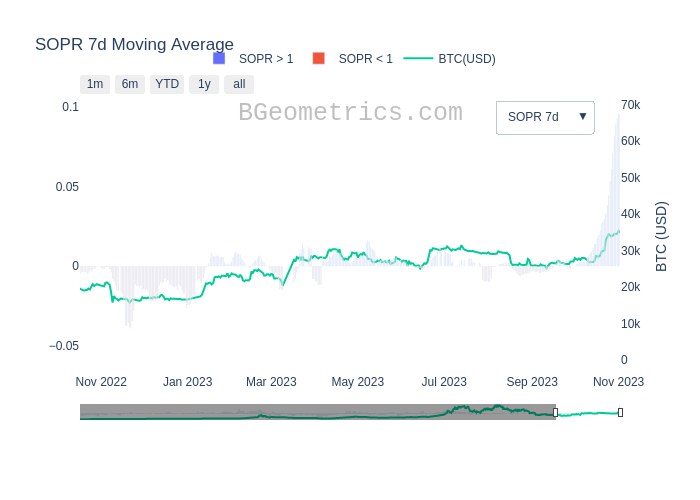 SOPR 7d Moving Average
SOPR > 1 SOPR < 1 BTC(USD)
1m 6m YTD 1y all
BGeometrics.com
SOPR 7d ▼
0.1
0.05
0
−0.05
70k
60k
50k
40k
30k
20k
10k
0
BTC (USD)
Nov 2022 Jan 2023 Mar 2023 May 2023 Jul 2023 Sep 2023 Nov 2023